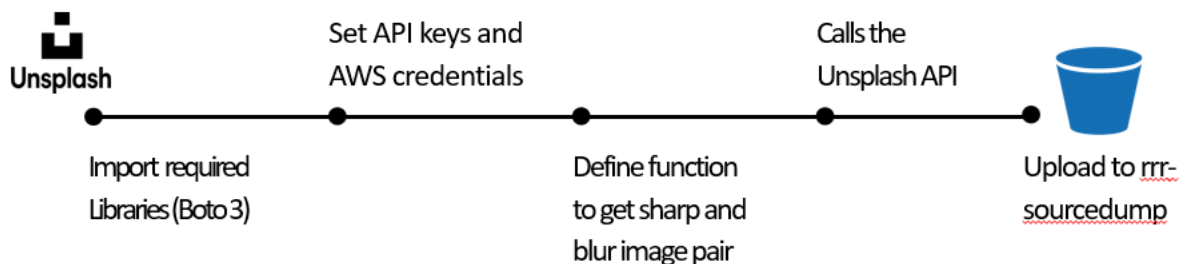 Unsplash
Import required
Libraries (Boto 3)
Set API keys and
AWS credentials
Define function
to get sharp and
blur image pair
Calls the
Unsplash API
Upload to rrr-
sourcedump